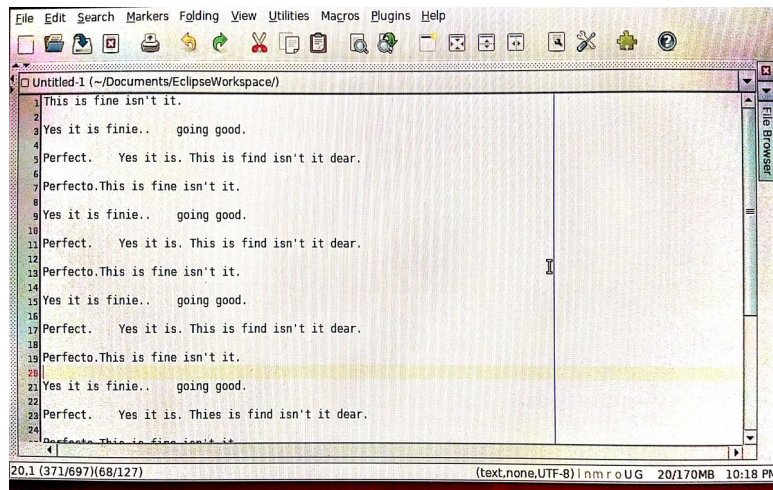 File Edit Search Markers Folding View Utilities Macros Plugins Help
Untitled-1 (~/Documents/EclipseWorkspace/)
File Browser
1 This is fine isn't it.
2
3 Yes it is finie..    going good.
4
5 Perfect.    Yes it is. This is find isn't it dear.
6
7 Perfecto.This is fine isn't it.
8
9 Yes it is finie..    going good.
10
11 Perfect.    Yes it is. This is find isn't it dear.
12
13 Perfecto.This is fine isn't it.
14
15 Yes it is finie..    going good.
16
17 Perfect.    Yes it is. This is find isn't it dear.
18
19 Perfecto.This is fine isn't it.
20
21 Yes it is finie..    going good.
22
23 Perfect.    Yes it is. Thies is find isn't it dear.
24
Perfecto.This is fine isn't it.
20,1 (371/697)(68/127) (text,none,UTF-8) l n m r o U G 20/170MB 10:18 PM